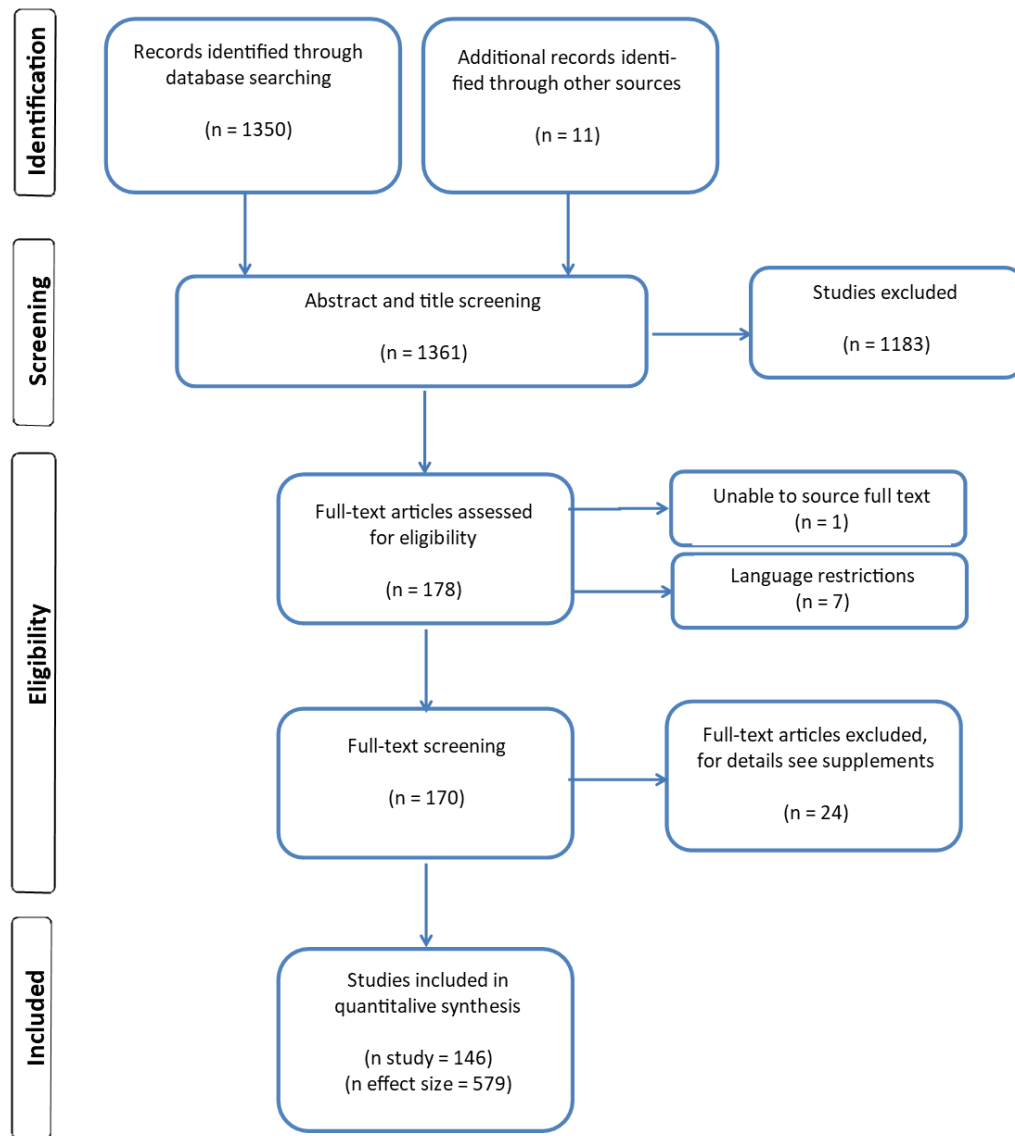 Identification
Records identified through
database searching
(n = 1350)
Additional records identi-
fied through other sources
(n = 11)
Screening
Abstract and title screening
(n = 1361)
Studies excluded
(n = 1183)
Eligibility
Full-text articles assessed
for eligibility
(n = 178)
Unable to source full text
(n = 1)
Language restrictions
(n = 7)
Full-text screening
(n = 170)
Full-text articles excluded,
for details see supplements
(n = 24)
Included
Studies included in
quantitalive synthesis
(n study = 146)
(n effect size = 579)